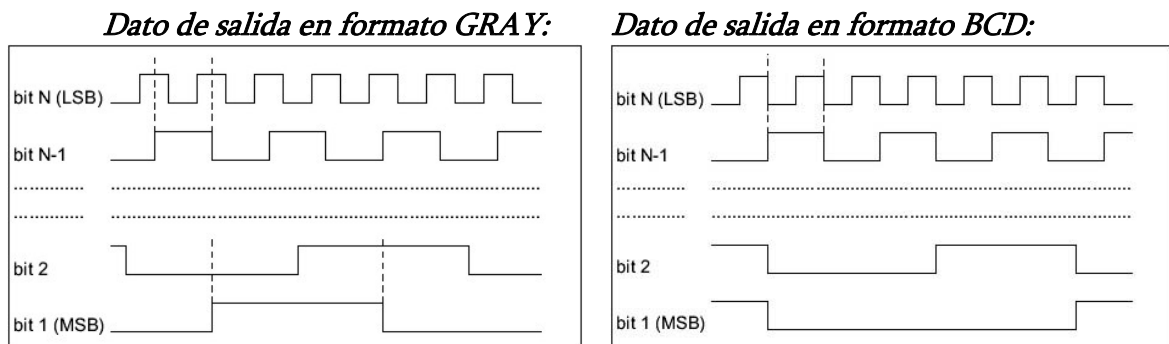 Dato de salida en formato GRAY:
bit N (LSB)
bit N-1
bit 2
bit 1 (MSB)
Dato de salida en formato BCD:
bit N (LSB)
bit N-1
bit 2
bit 1 (MSB)